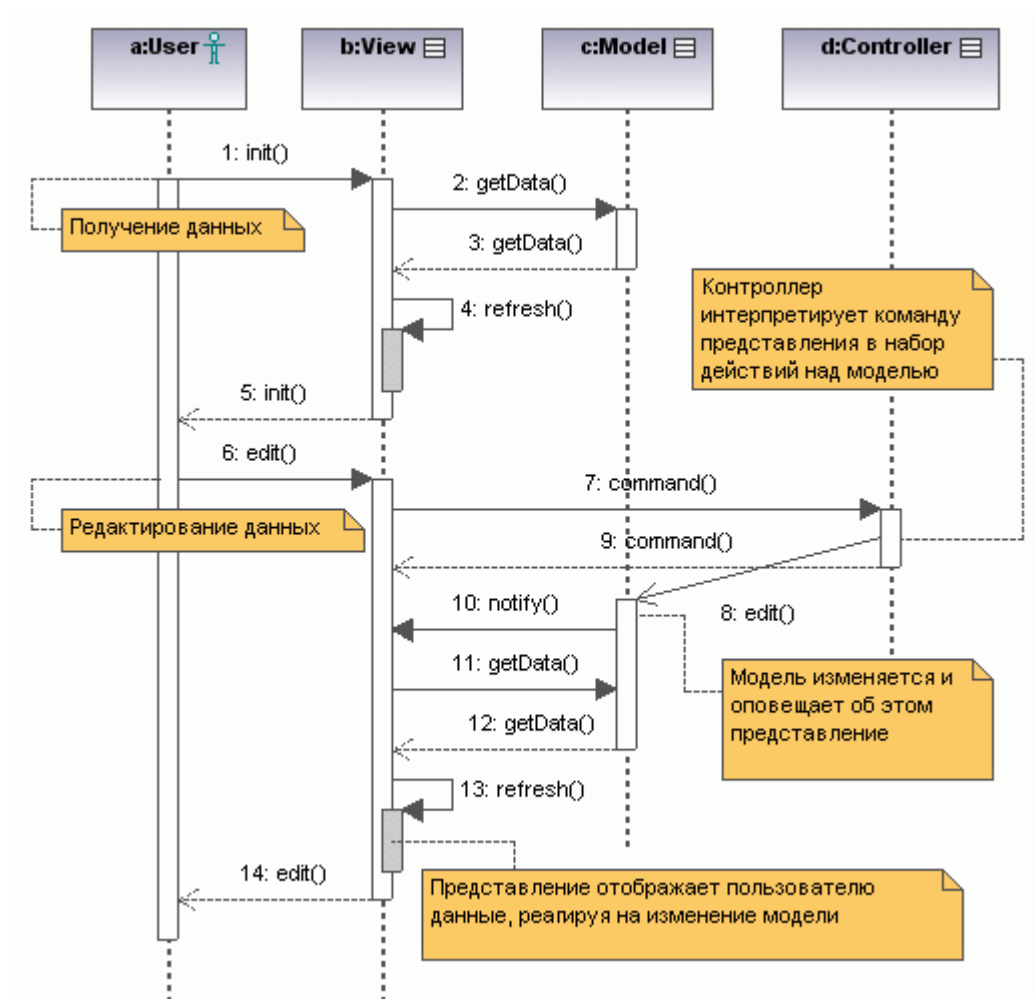 a:User
b:View
c:Model
d:Controller
1: init()
2: getData()
Получение данных
3: getData()
Контроллер
интерпретирует команду
представления в набор
действий над моделью
4: refresh()
5: init()
6: edit()
7: command()
Редактирование данных
9: command()
10: notify()
8: edit()
11: getData()
Модель изменяется и
оповещает об этом
представление
12: getData()
13: refresh()
14: edit()
Представление отображает пользователю
данные, реагируя на изменение модели